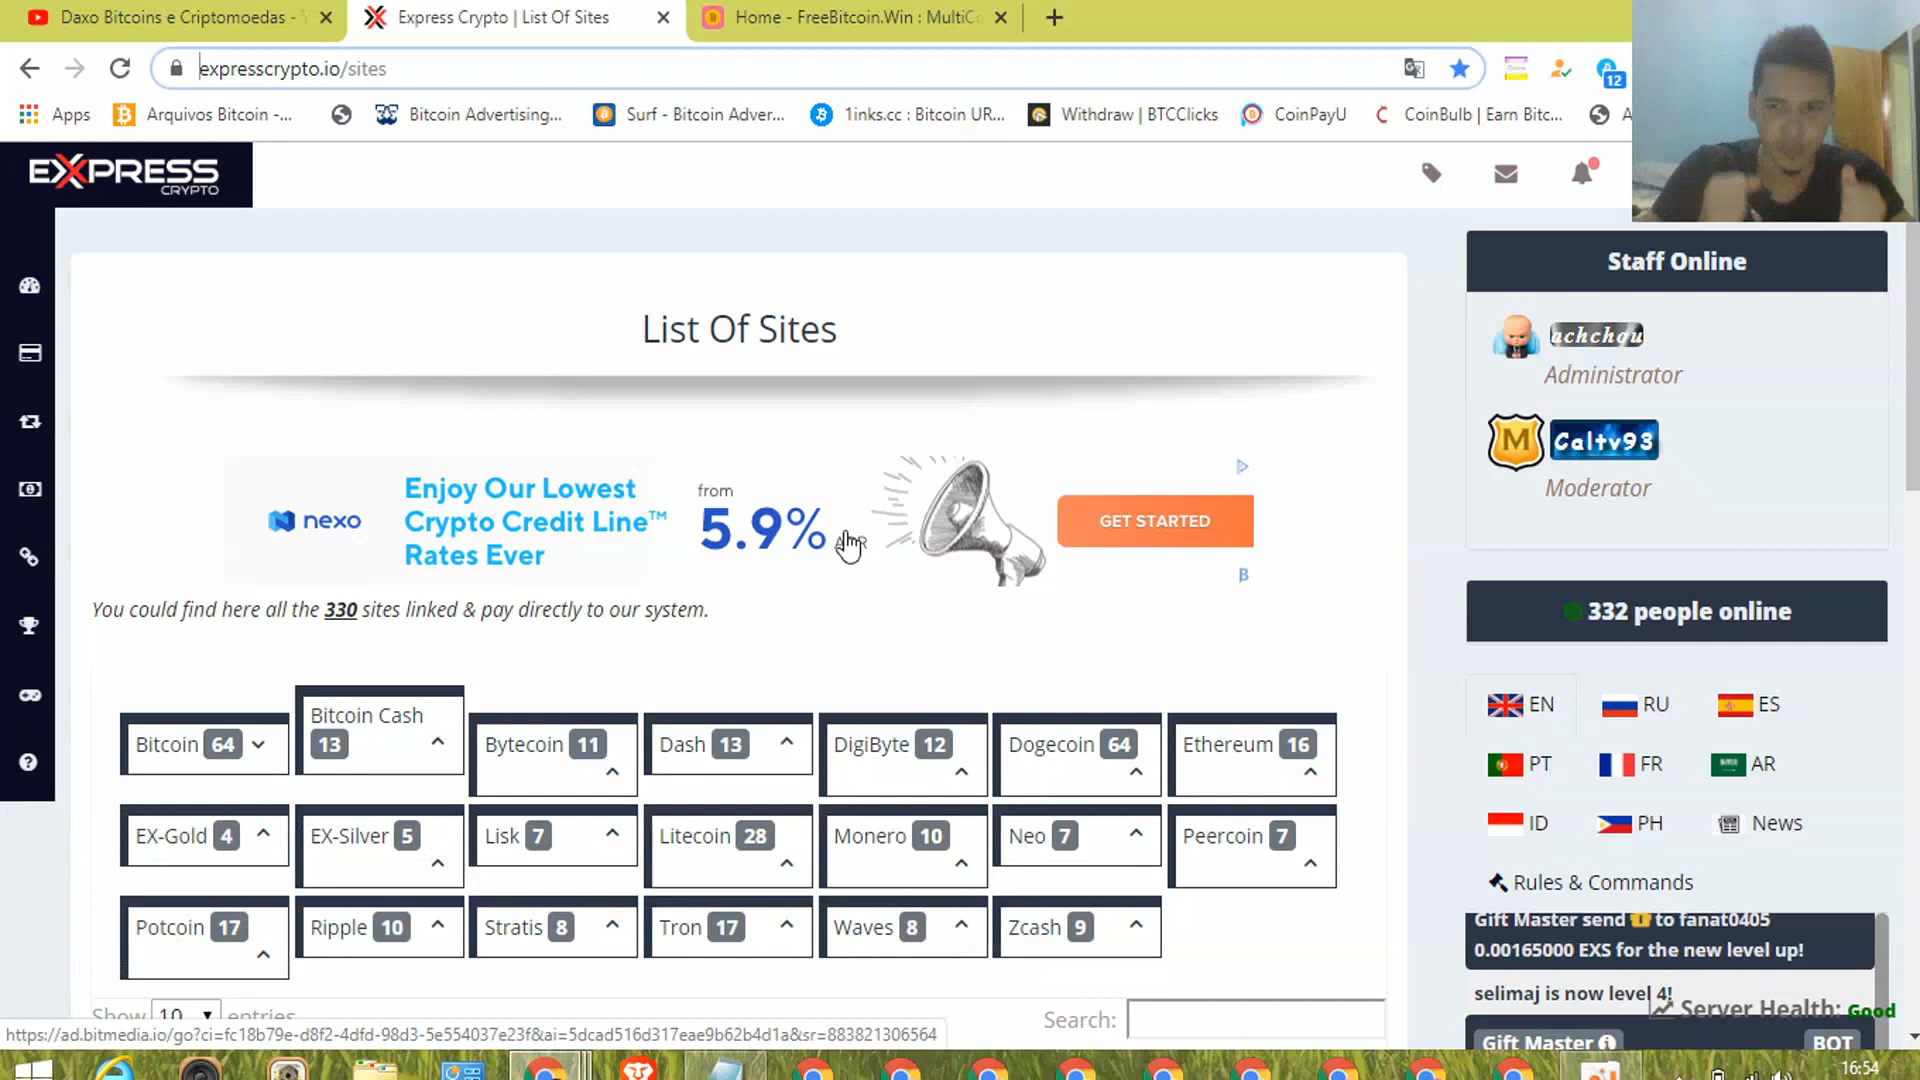 Daxo Bitcoins e Criptomoedas -
Express Crypto | List Of Sites
Home - FreeBitcoin.Win : MultiC
expresscrypto.io/sites
12
Apps
Arquivos Bitcoin -...
Bitcoin Advertising...
Surf - Bitcoin Adver...
1inks.cc : Bitcoin UR...
Withdraw | BTCClicks
CoinPayU
CoinBulb | Earn Bitc...
EXPRESS
CRYPTO
List Of Sites
nexo
Enjoy Our Lowest
Crypto Credit Line™
Rates Ever
from
5.9%
GET STARTED
You could find here all the 330 sites linked & pay directly to our system.
Bitcoin 64
Bitcoin Cash
13
Bytecoin 11
Dash 13
DigiByte 12
Dogecoin 64
Ethereum 16
EX-Gold 4
EX-Silver 5
Lisk 7
Litecoin 28
Monero 10
Neo 7
Peercoin 7
Potcoin 17
Ripple 10
Stratis 8
Tron 17
Waves 8
Zcash 9
Show 10 entries
Search:
https://ad.bitmedia.io/go?ci=fc18b79e-d8f2-4dfd-98d3-5e554037e23f&ai=5dcad516d317eae9b62b4d1a&sr=883821306564
Staff Online
achchou
Administrator
M
Caltv93
Moderator
332 people online
EN
RU
ES
PT
FR
AR
ID
PH
News
Rules & Commands
Gift Master send to fanat0405
0.00165000 EXS for the new level up!
selimaj is now level 4!
Server Health: Good
Gift Master
BOT
16:54